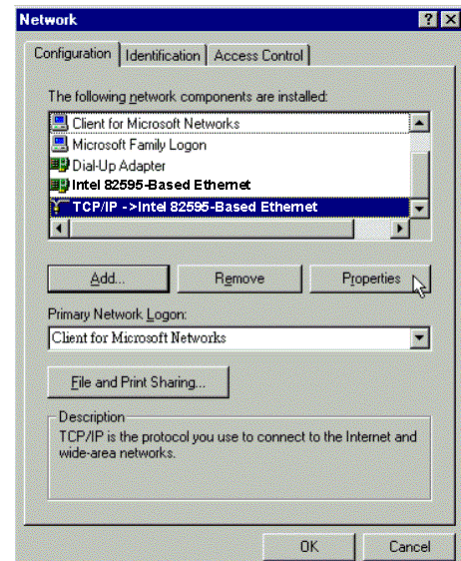 Network
Configuration Identification Access Control
The following network components are installed:
Client for Microsoft Networks
Microsoft Family Logon
Dial-Up Adapter
Intel 82595-Based Ethernet
TCP/IP ->Intel 82595-Based Ethernet
Add... Remove Properties
Primary Network Logon:
Client for Microsoft Networks
File and Print Sharing...
Description
TCP/IP is the protocol you use to connect to the Internet and
wide-area networks.
OK Cancel